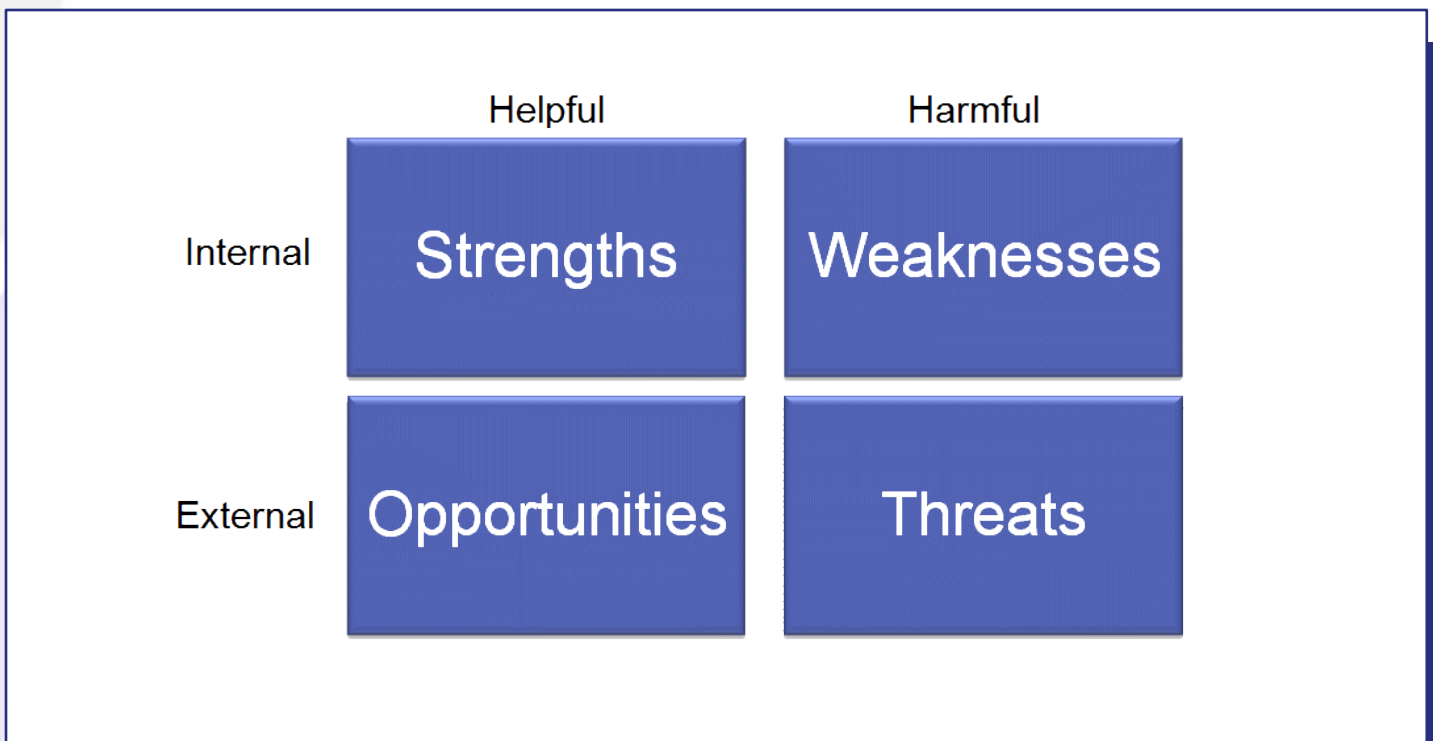 Helpful Harmful
Internal Strengths Weaknesses
External Opportunities Threats